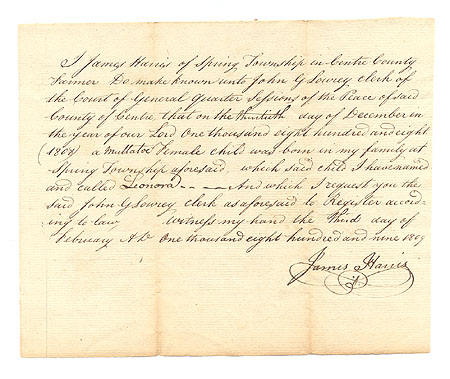 I James Harris of Spring Township in Centre County
Farmer Do make known unto John G Lowrey clerk of
the Court of General Quarter Sessions of the Peace of said
County of Centre that on the thirtieth day of December in
the year of our Lord One thousand eight hundred and eight
(1808) a mullatoe Female child was born in my family at
Spring Township aforesaid, which said child I have named
and called Leonora - - - - And which I request you the
said John G Lowrey clerk as aforesaid to Register accord-
ing to law Witness my hand the third day of
February AD One thousand eight hundred and nine 1809
James Harris